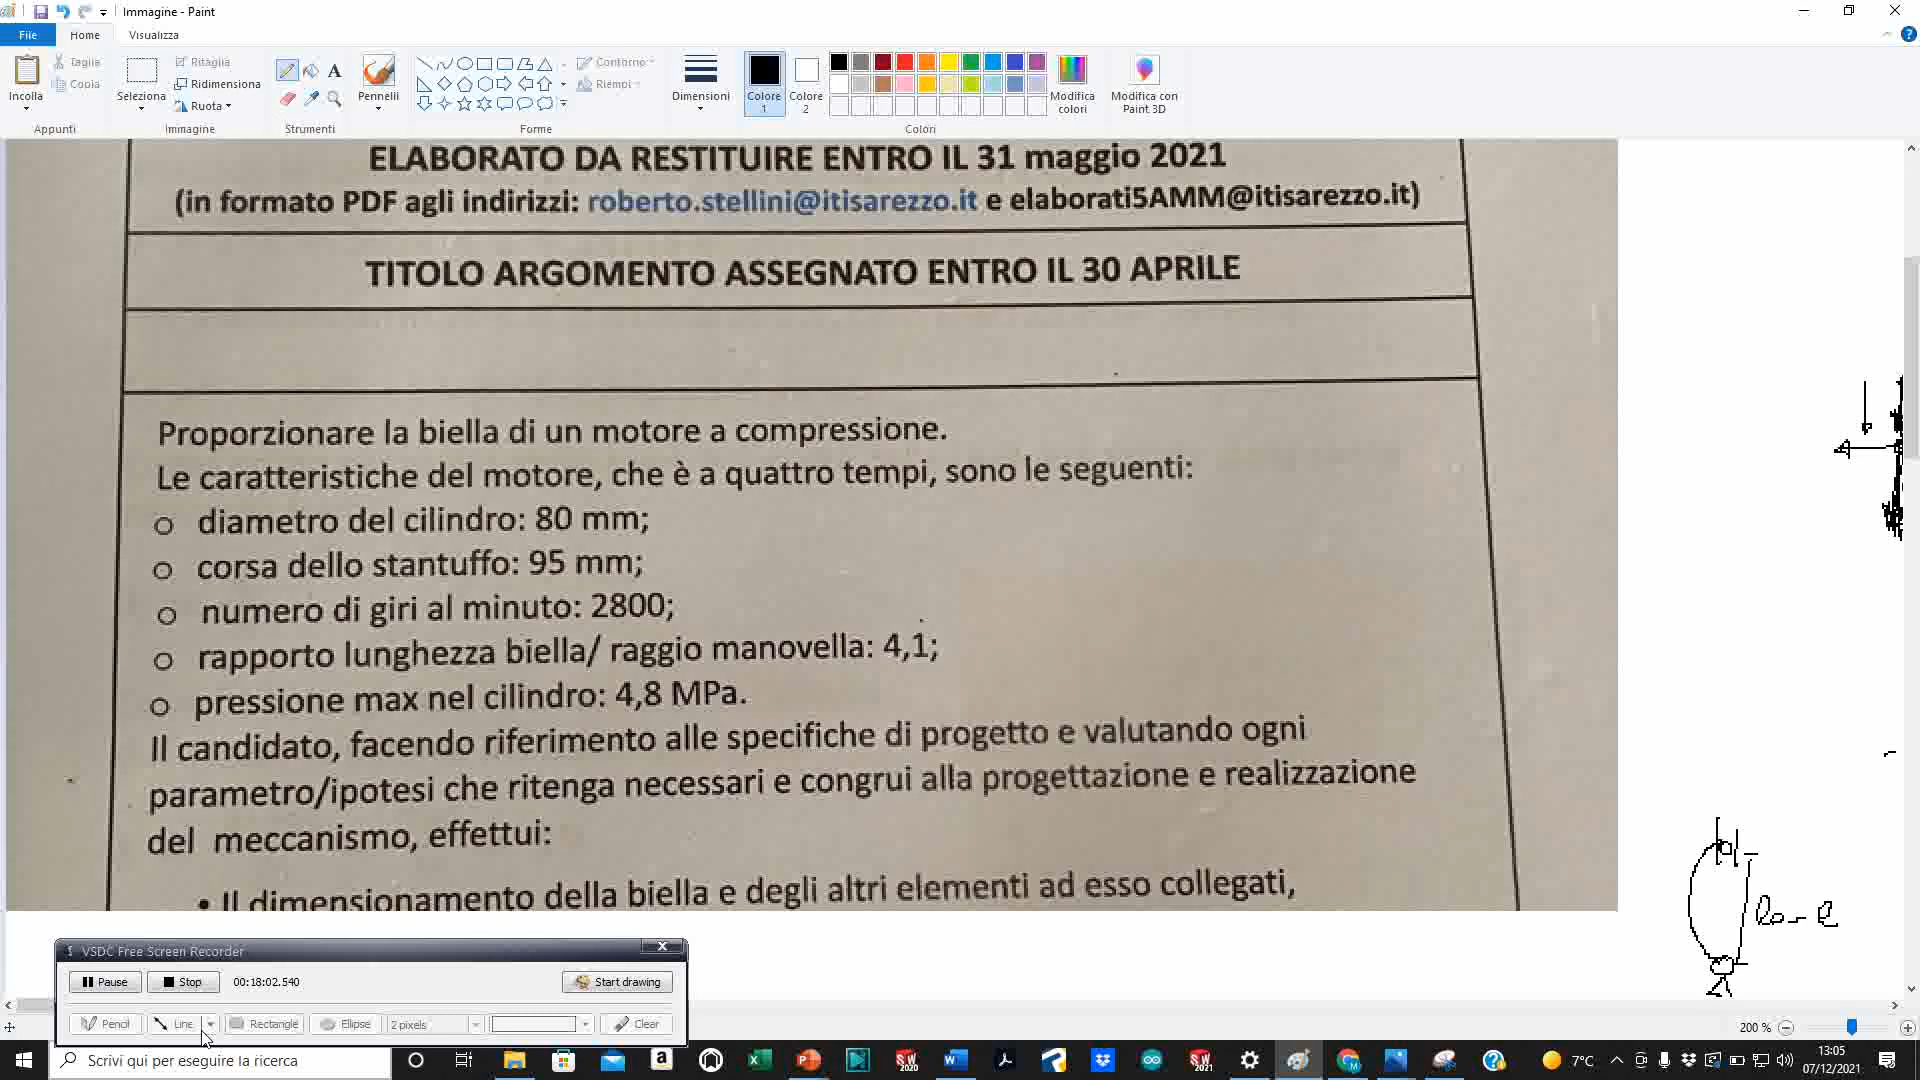 Immagine - Paint
File
Home
Visualizza
Incolla
Taglia
Copia
Appunti
Seleziona
Ritaglia
Ridimensiona
Ruota
Immagine
A
Strumenti
Pennelli
Contorno
Riempi
Forme
Dimensioni
Colore 1
Colore 2
Modifica colori
Modifica con Paint 3D
Colori
ELABORATO DA RESTITUIRE ENTRO IL 31 maggio 2021
(in formato PDF agli indirizzi: roberto.stellini@itisarezzo.it e elaborati5AMM@itisarezzo.it)
TITOLO ARGOMENTO ASSEGNATO ENTRO IL 30 APRILE
Proporzionare la biella di un motore a compressione.
Le caratteristiche del motore, che è a quattro tempi, sono le seguenti:
o diametro del cilindro: 80 mm;
o corsa dello stantuffo: 95 mm;
o numero di giri al minuto: 2800;
o rapporto lunghezza biella/ raggio manovella: 4,1;
o pressione max nel cilindro: 4,8 MPa.
Il candidato, facendo riferimento alle specifiche di progetto e valutando ogni
parametro/ipotesi che ritenga necessari e congrui alla progettazione e realizzazione
del meccanismo, effettui:
• Il dimensionamento della biella e degli altri elementi ad esso collegati,
VSDC Free Screen Recorder
Pause
Stop
00:18:02.540
Start drawing
Pencil
Line
Rectangle
Ellipse
2 pixels
Clear
200 %
Scrivi qui per eseguire la ricerca
7°C
13:05
07/12/2021